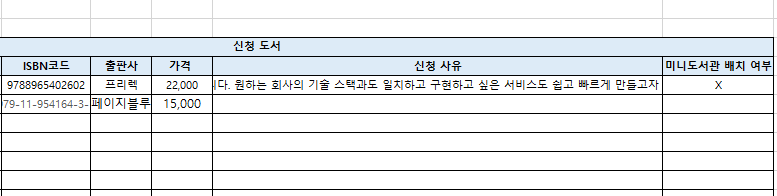 신청 도서
ISBN코드 출판사 가격 신청 사유 미니도서관 배치 여부
9788965402602 프리렉 22,000 니다. 원하는 회사의 기술 스택과도 일치하고 구현하고 싶은 서비스도 쉽고 빠르게 만들고자 X
979-11-954164-3- 페이지블루 15,000